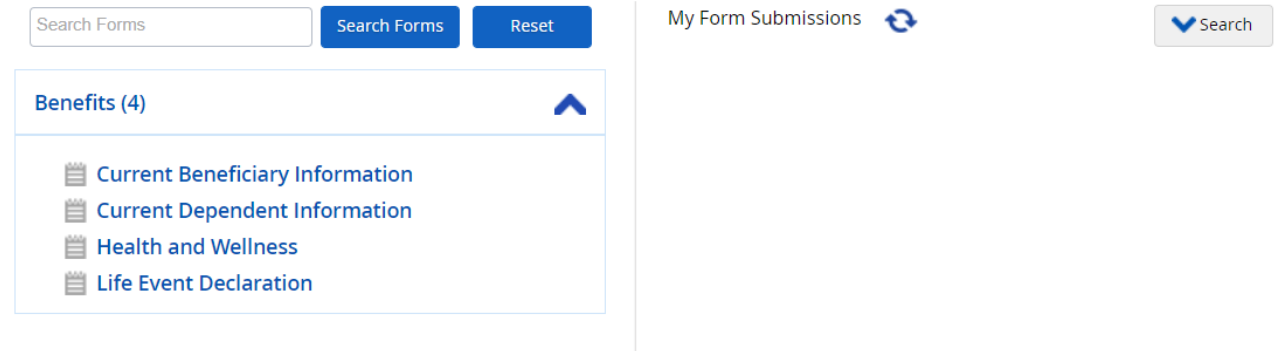 Search Forms
Search Forms
Reset
Benefits (4)
Current Beneficiary Information
Current Dependent Information
Health and Wellness
Life Event Declaration
My Form Submissions
Search